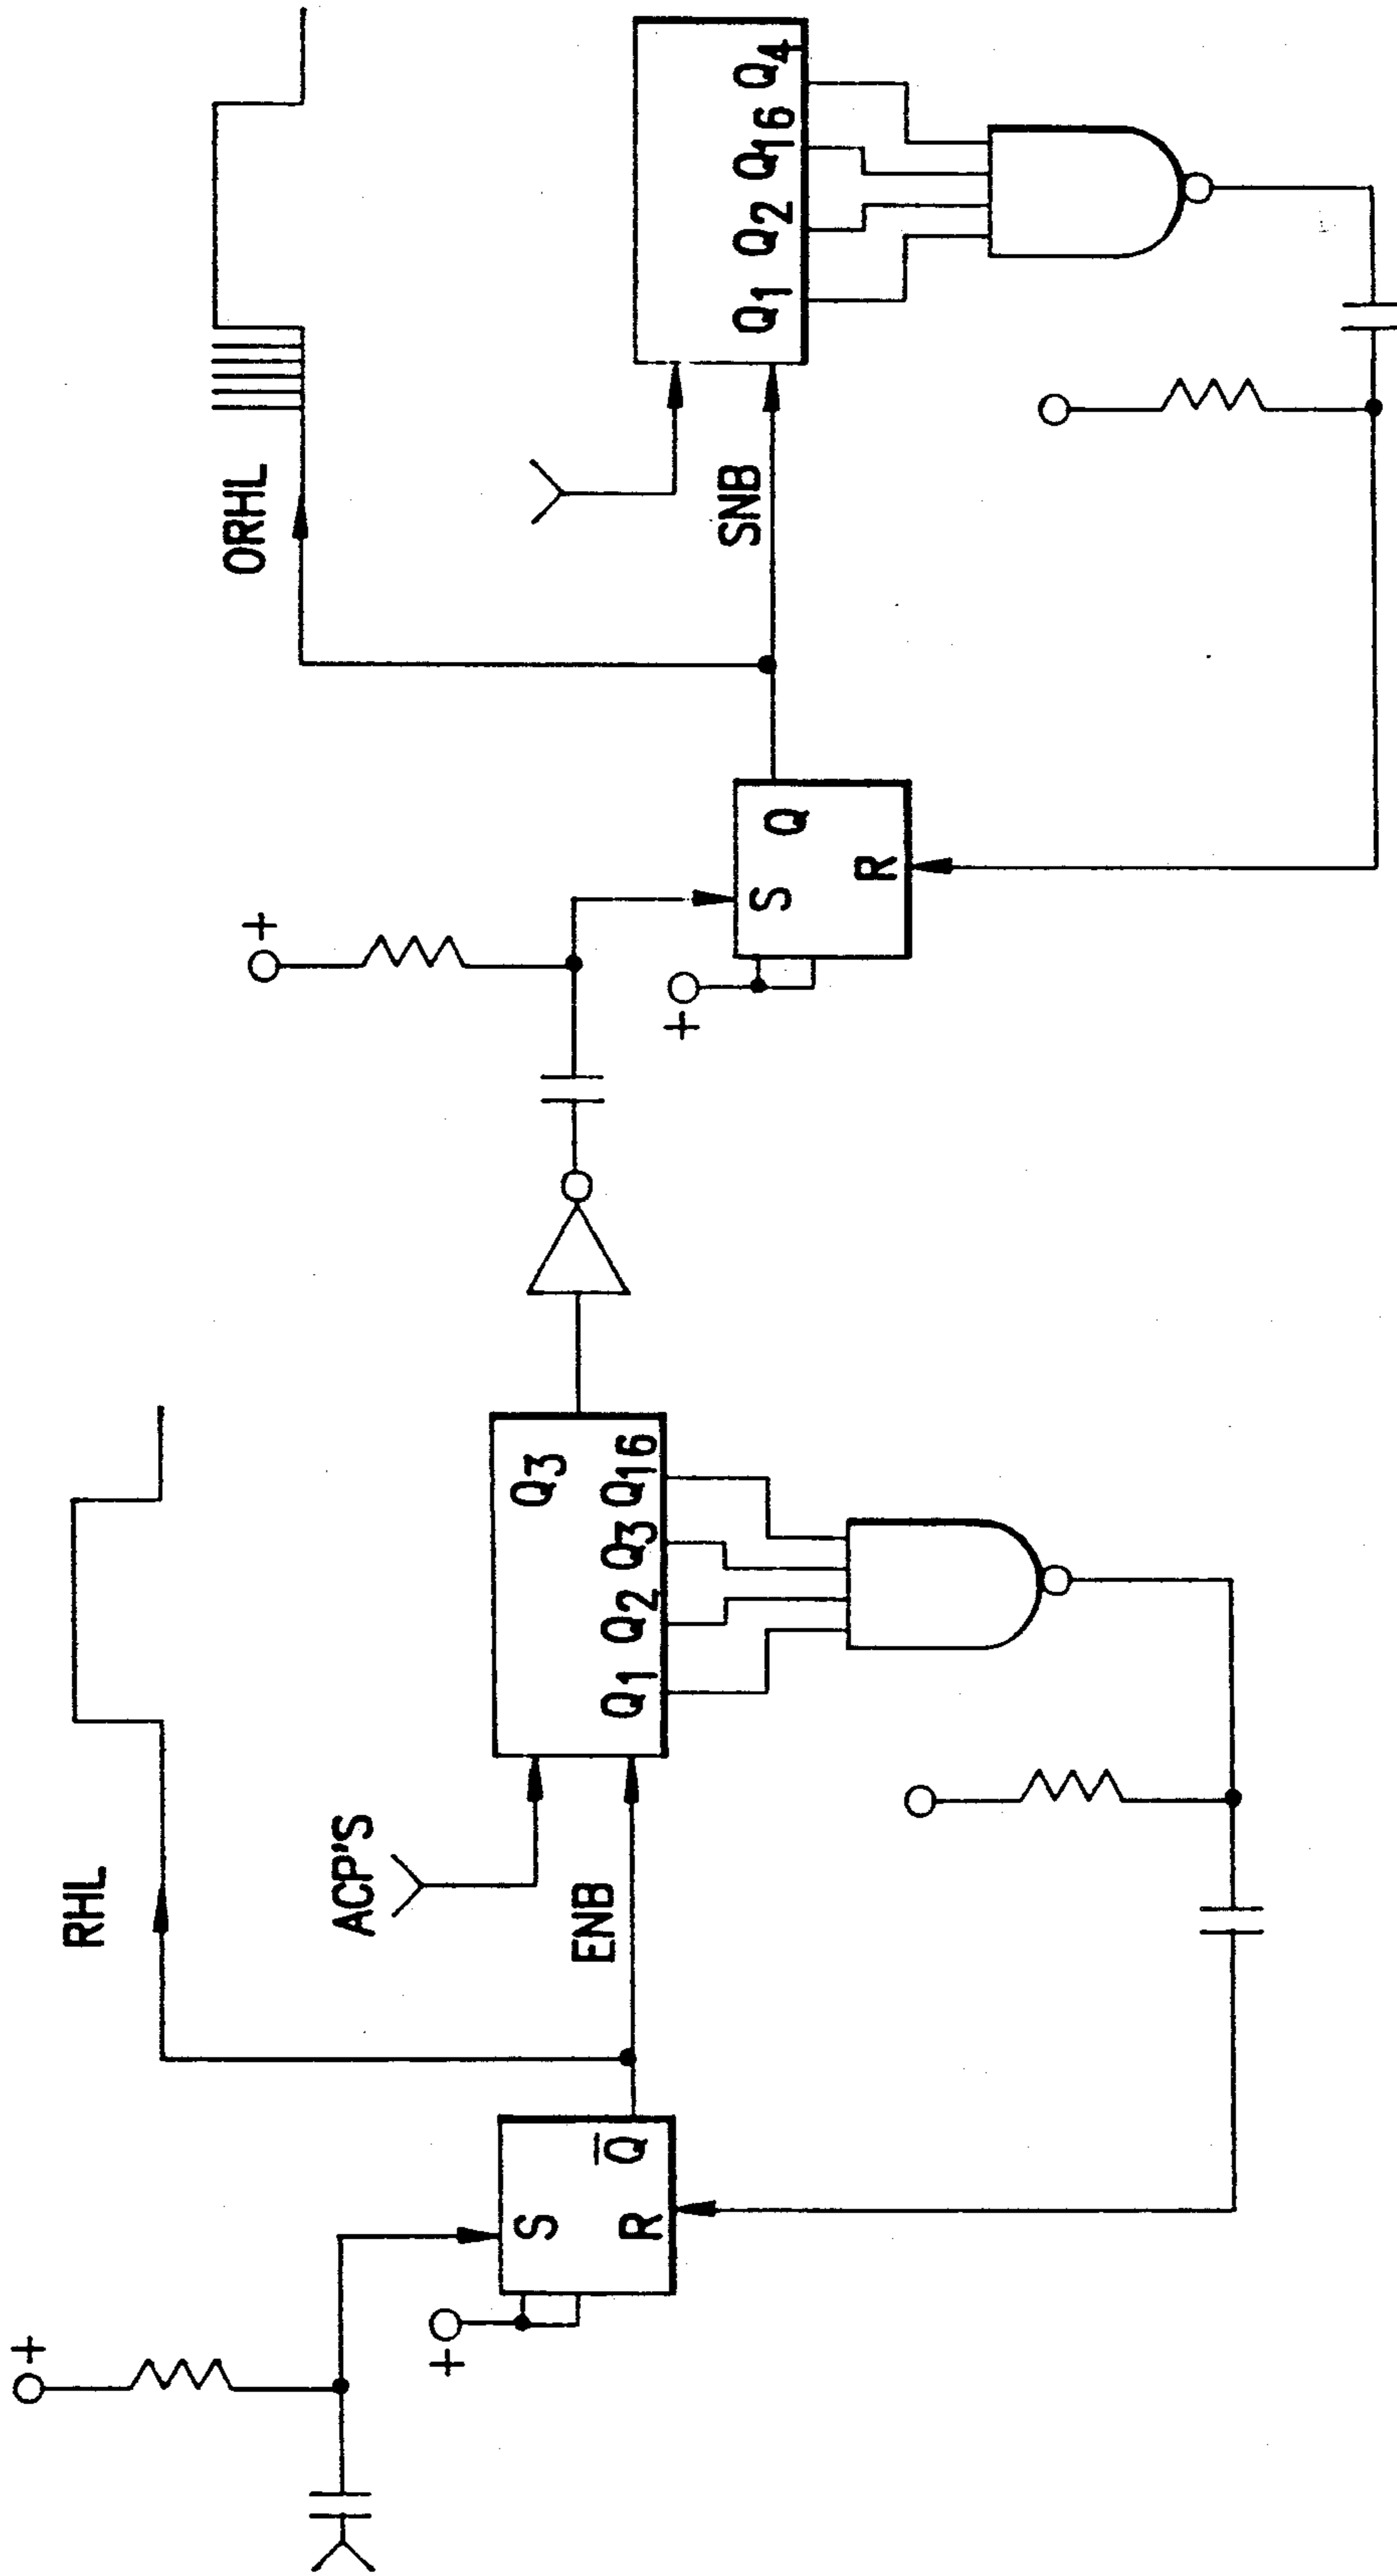 +
RHL
+
S
Q̅
R
ACP'S
ENB
Q3
Q1 Q2 Q3 Q16
+
ORHL
+
S
Q
R
SNB
Q1 Q2 Q16 Q4